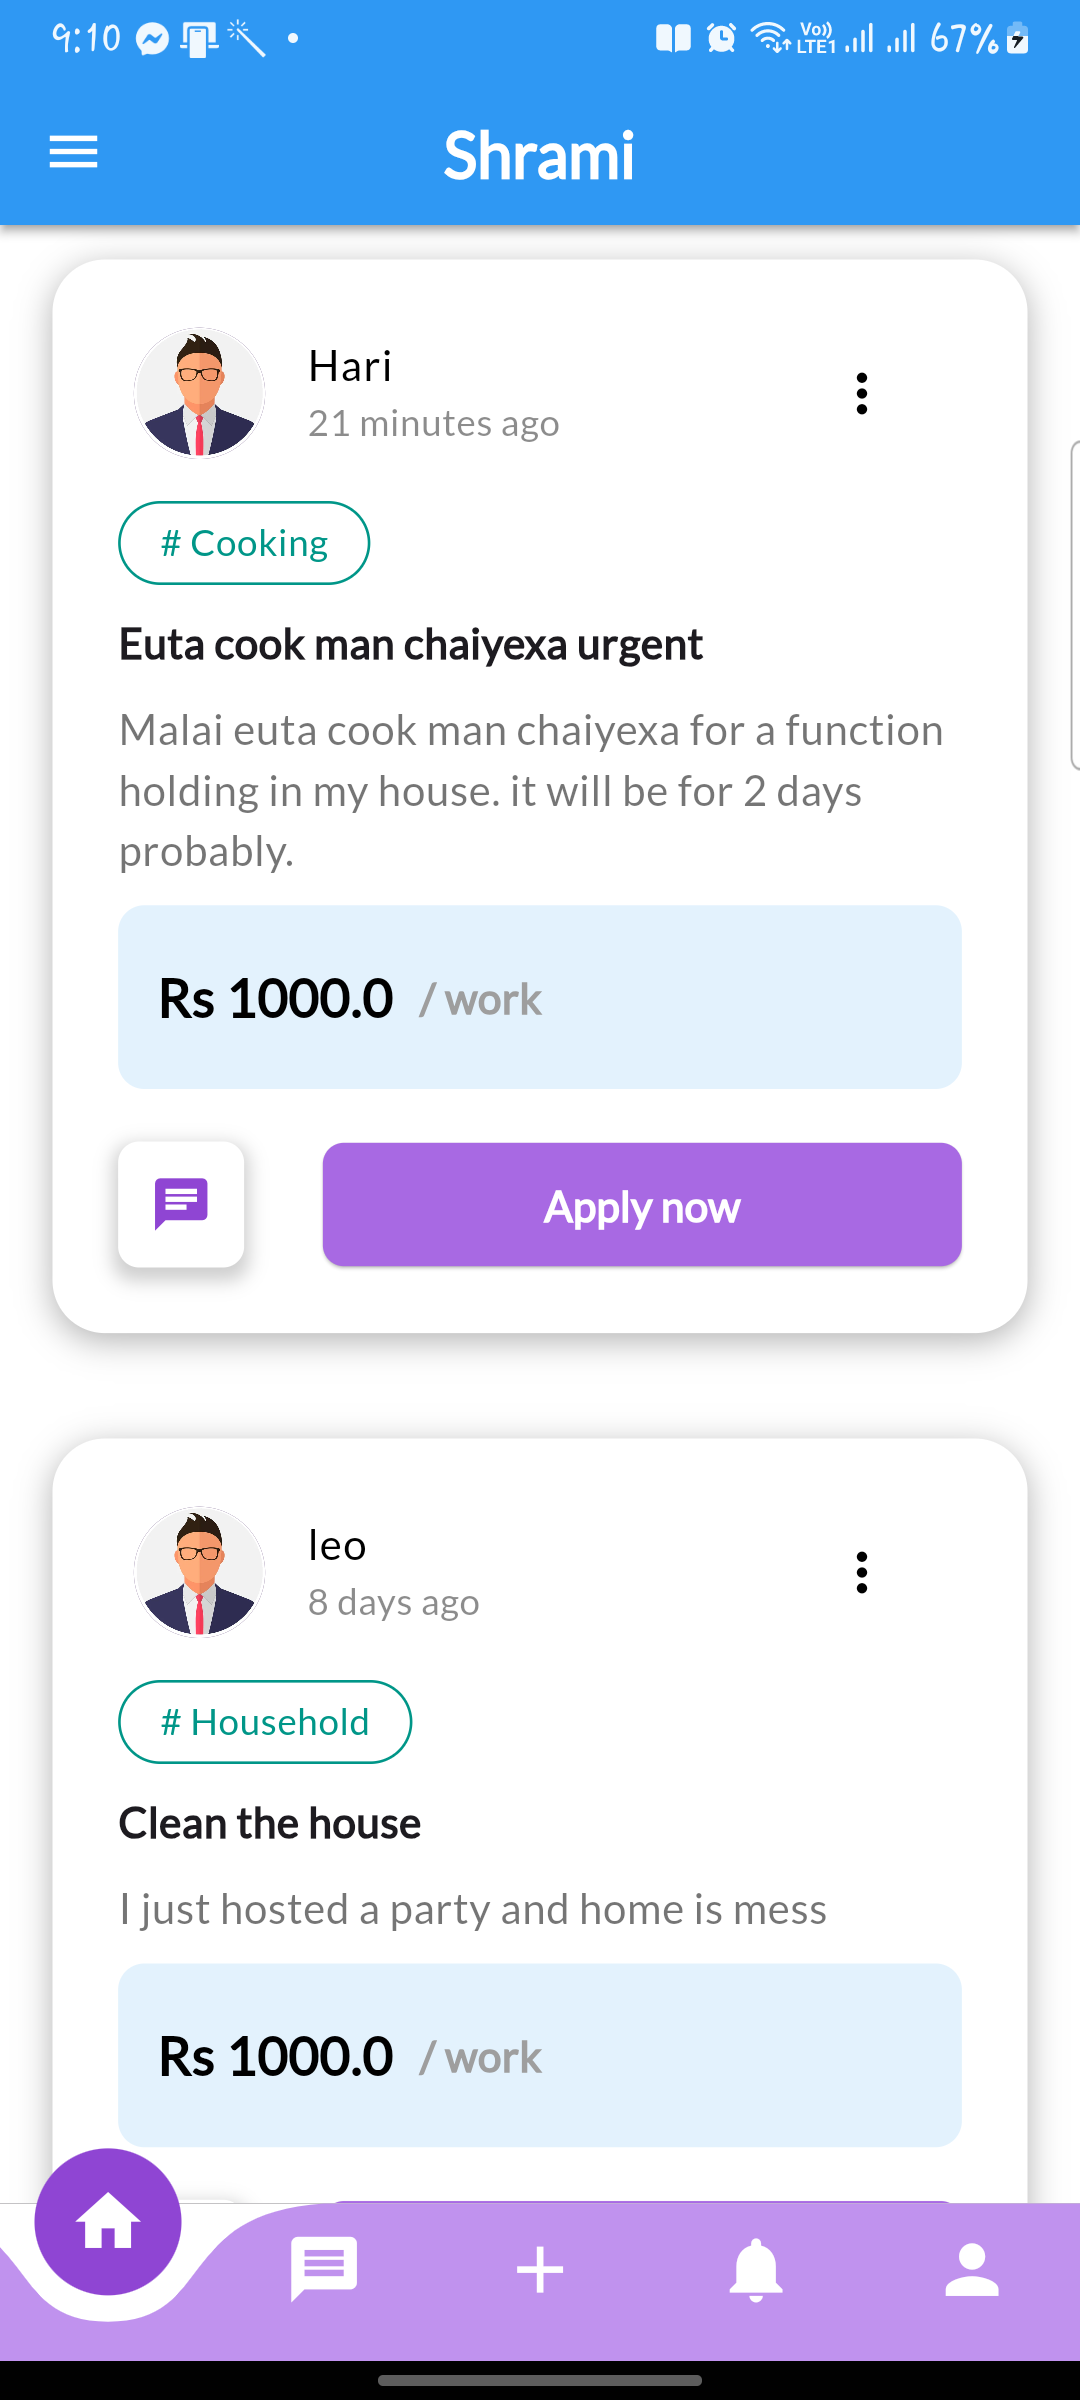 9:10
Vo))
LTE1
67%
Shrami
Hari
21 minutes ago
# Cooking
Euta cook man chaiyexa urgent
Malai euta cook man chaiyexa for a function
holding in my house. it will be for 2 days
probably.
Rs 1000.0 / work
Apply now
leo
8 days ago
# Household
Clean the house
I just hosted a party and home is mess
Rs 1000.0 / work